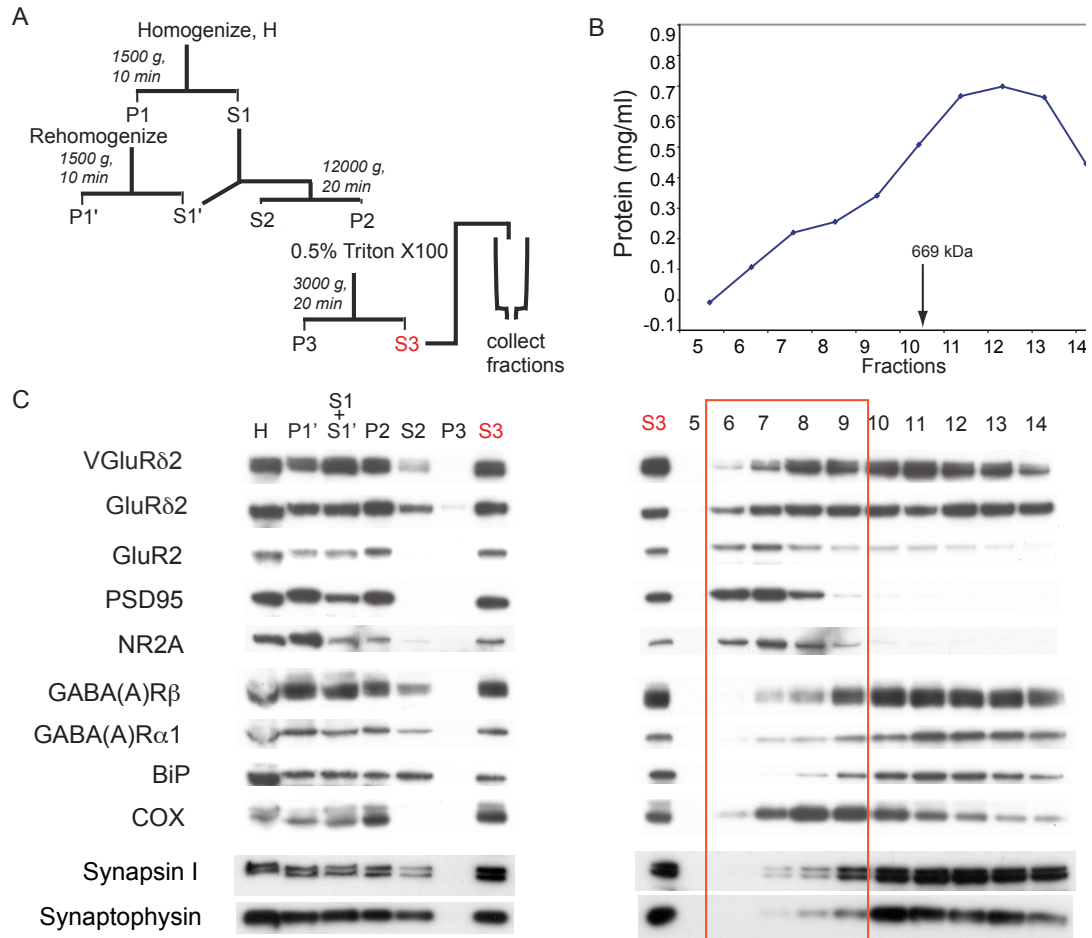 A
Homogenize, H
1500 g,
10 min
P1 S1
Rehomogenize
1500 g,
10 min
12000 g,
20 min
P1' S1' S2 P2
0.5% Triton X100
3000 g,
20 min
P3 S3
collect
fractions
B
Protein (mg/ml)
0.9
0.8
0.7
0.6
0.5
0.4
0.3
0.2
0.1
0
-0.1
669 kDa
5 6 7 8 9 10 11 12 13 14
Fractions
C
S1
+
H P1' S1' P2 S2 P3 S3
S3 5 6 7 8 9 10 11 12 13 14
VGluRδ2
GluRδ2
GluR2
PSD95
NR2A
GABA(A)Rβ
GABA(A)Rα1
BiP
COX
Synapsin I
Synaptophysin